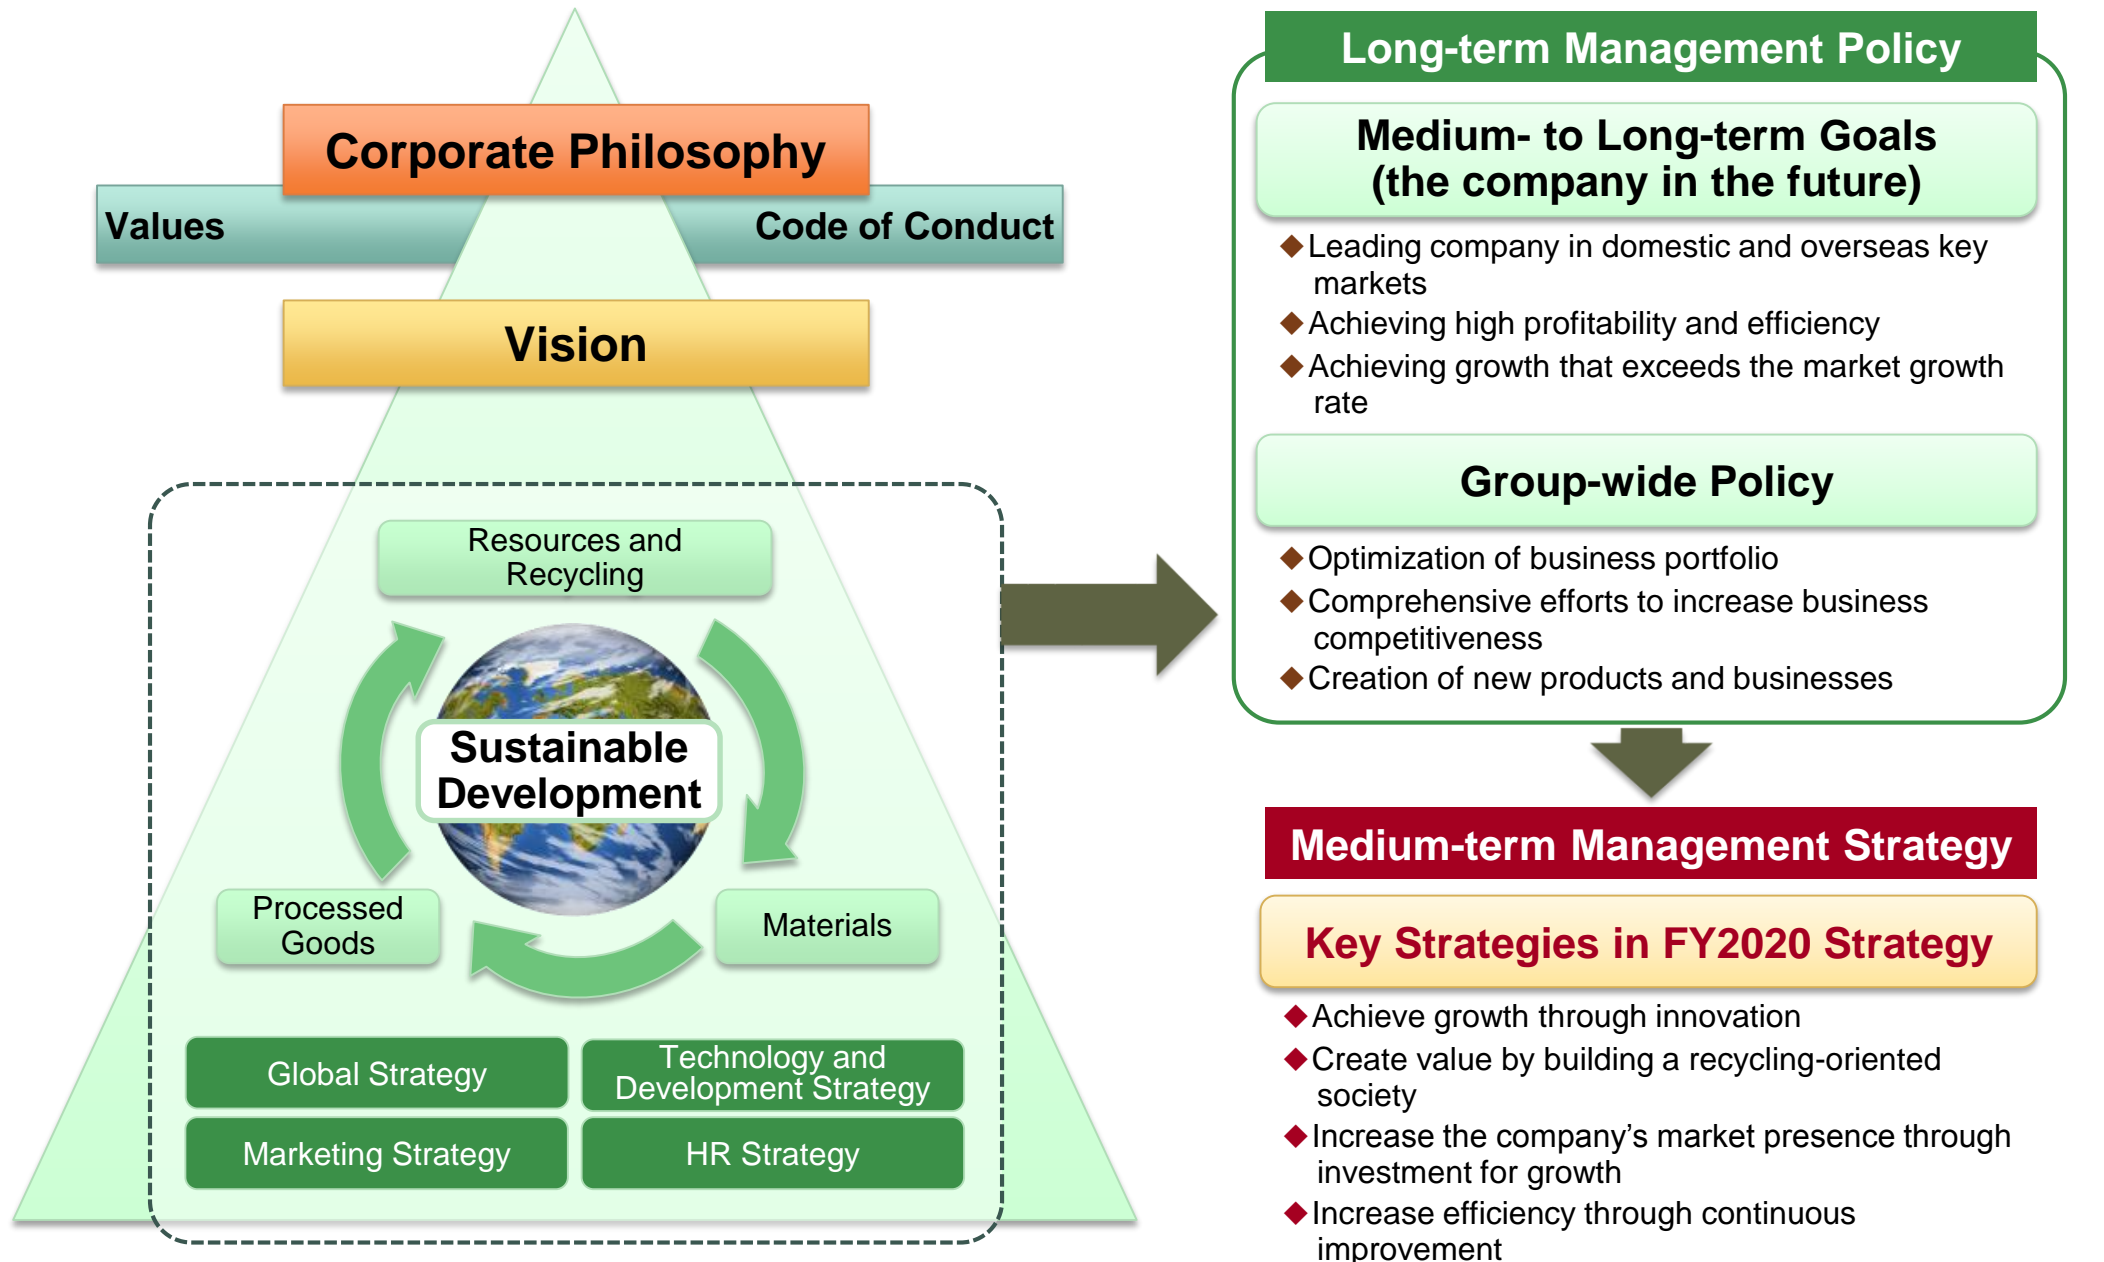 Corporate Philosophy
Values
Code of Conduct
Vision
Resources and
Recycling
Sustainable
Development
Processed
Goods
Materials
Global Strategy
Technology and
Development Strategy
Marketing Strategy
HR Strategy
Long-term Management Policy
Medium- to Long-term Goals
(the company in the future)
◆Leading company in domestic and overseas key
markets
◆Achieving high profitability and efficiency
◆Achieving growth that exceeds the market growth
rate
Group-wide Policy
◆Optimization of business portfolio
◆Comprehensive efforts to increase business
competitiveness
◆Creation of new products and businesses
Medium-term Management Strategy
Key Strategies in FY2020 Strategy
◆Achieve growth through innovation
◆Create value by building a recycling-oriented
society
◆Increase the company’s market presence through
investment for growth
◆Increase efficiency through continuous
improvement